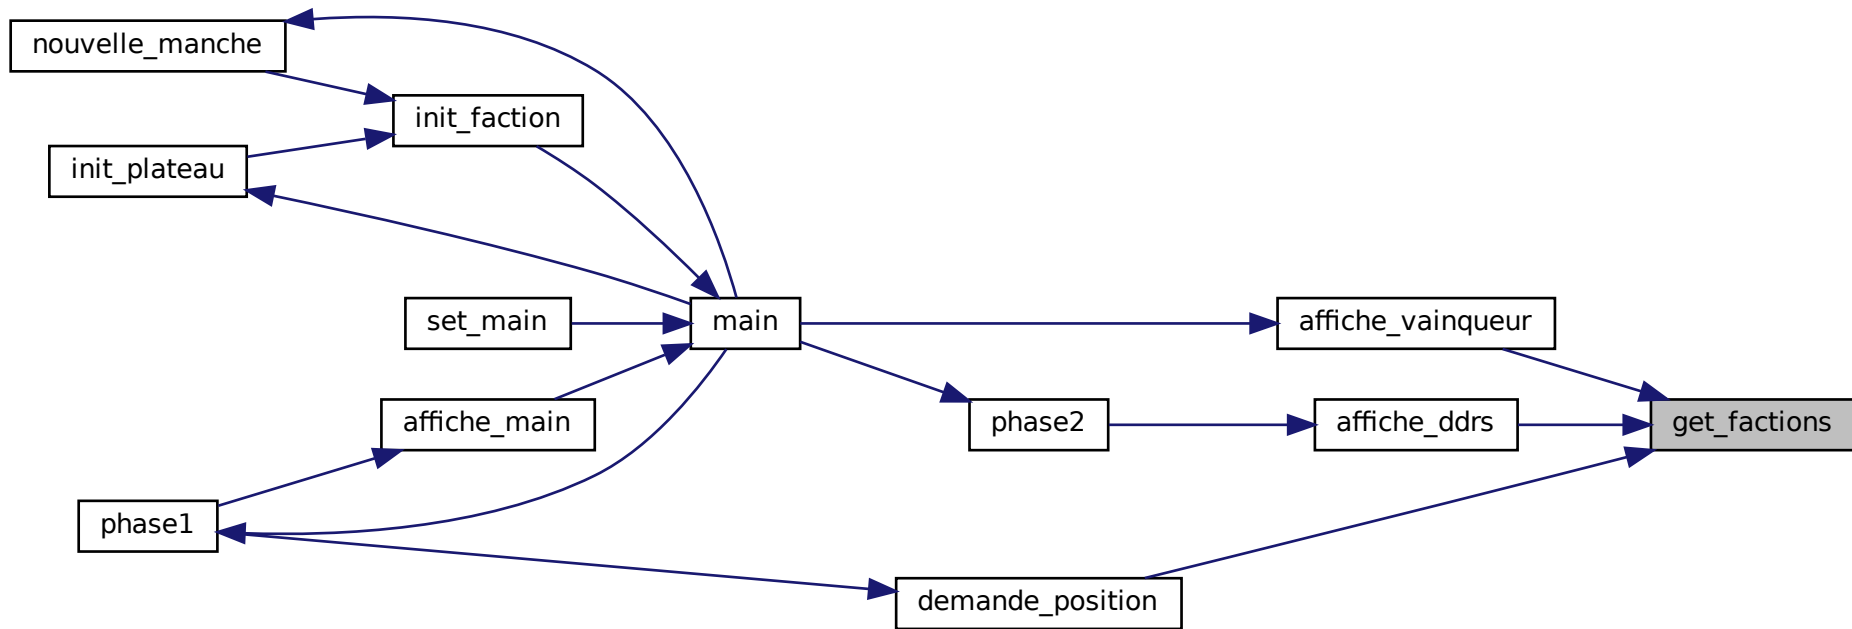 nouvelle_manche
init_faction
init_plateau
set_main
main
affiche_vainqueur
affiche_main
phase2
affiche_ddrs
get_factions
phase1
demande_position